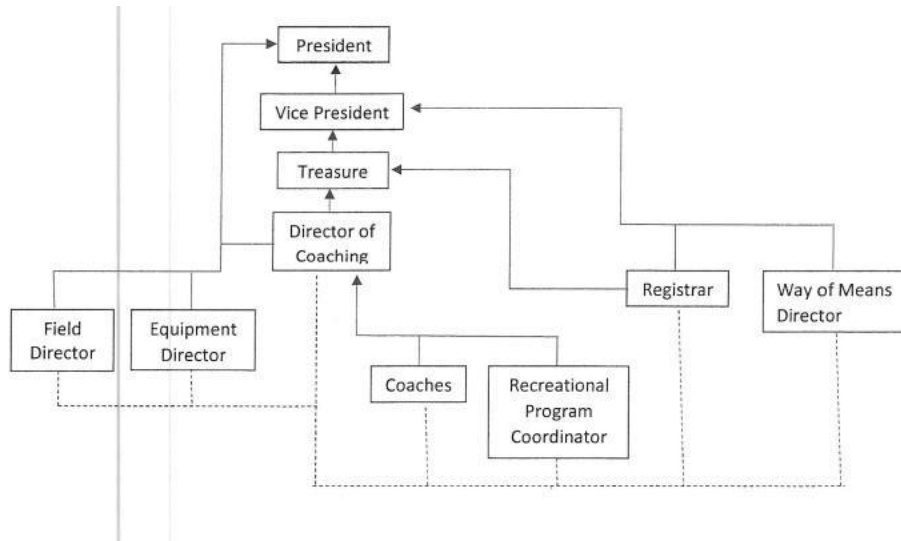 President
Vice President
Treasure
Director of
Coaching
Registrar
Way of Means
Director
Field
Director
Equipment
Director
Coaches
Recreational
Program
Coordinator